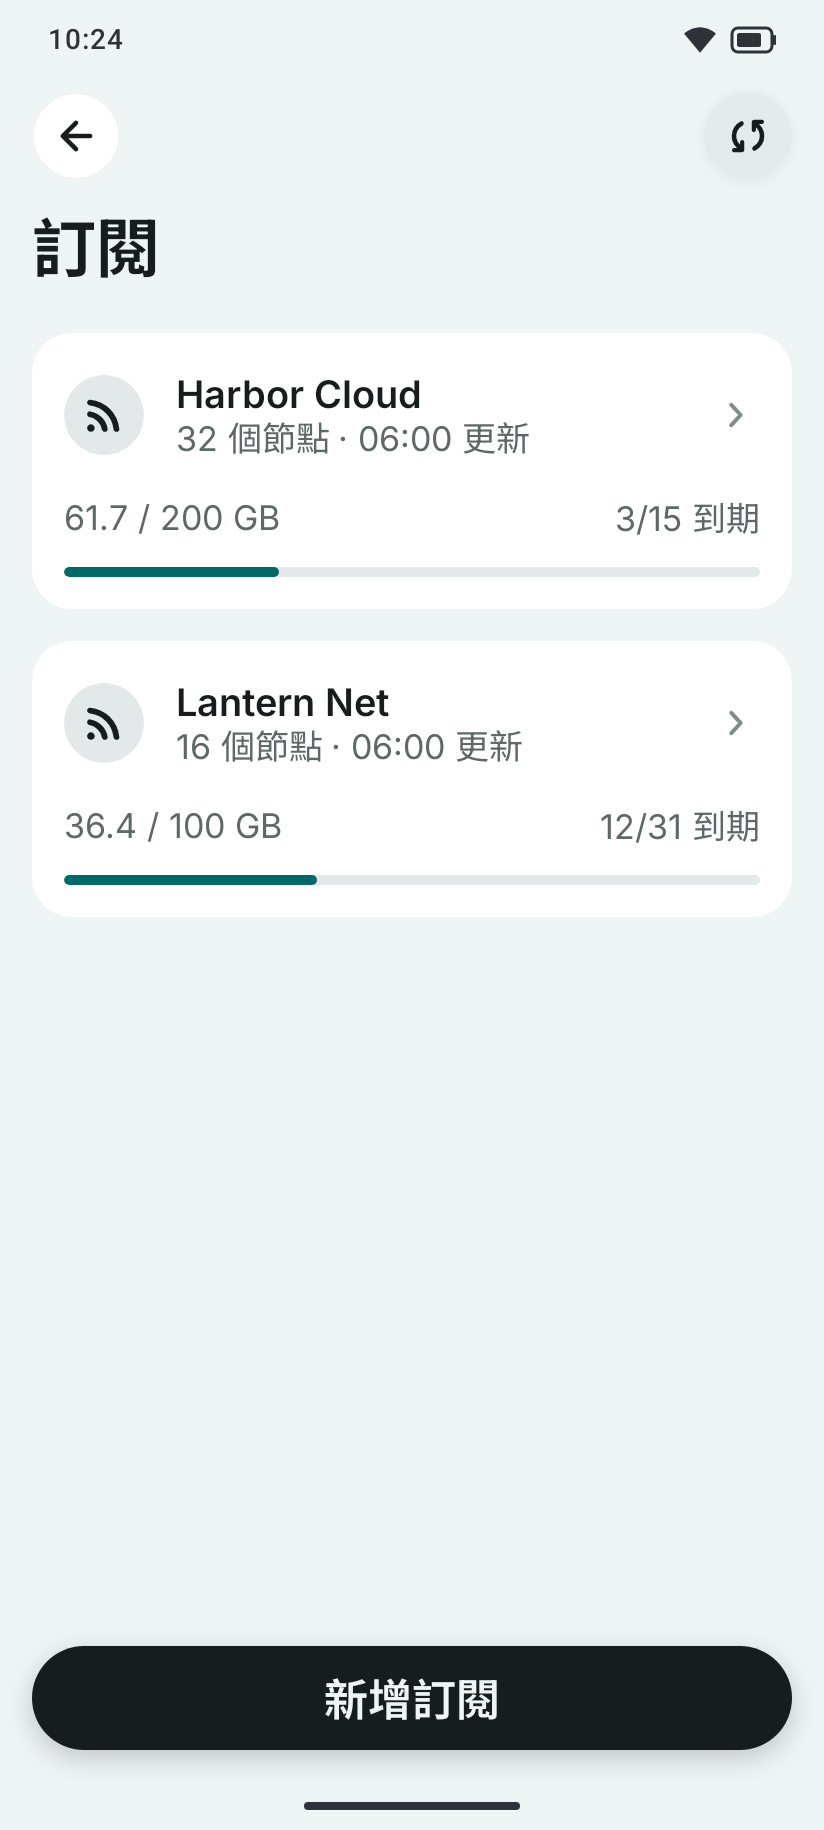 10:24
訂閱
Harbor Cloud
32 個節點 · 06:00 更新
61.7 / 200 GB
3/15 到期
Lantern Net
16 個節點 · 06:00 更新
36.4 / 100 GB
12/31 到期
新增訂閱